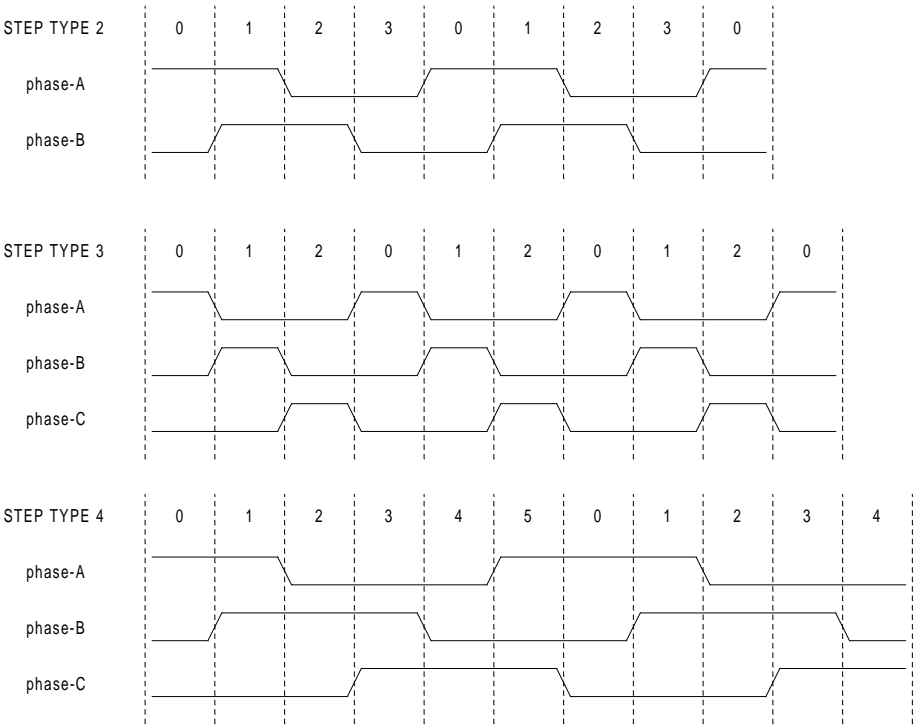 STEP TYPE 2 0 1 2 3 0 1 2 3 0
phase-A
phase-B
STEP TYPE 3 0 1 2 0 1 2 0 1 2 0
phase-A
phase-B
phase-C
STEP TYPE 4 0 1 2 3 4 5 0 1 2 3 4
phase-A
phase-B
phase-C